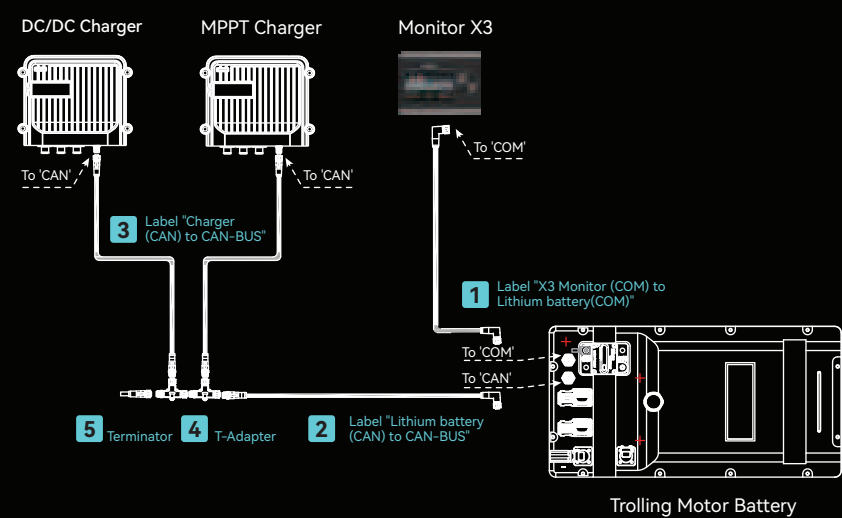 DC/DC Charger
MPPT Charger
Monitor X3
To 'COM'
To 'CAN'
To 'CAN'
3
Label "Charger
(CAN) to CAN-BUS"
1
Label "X3 Monitor (COM) to
Lithium battery(COM)"
To 'COM'
To 'CAN'
5
Terminator
4
T-Adapter
2
Label "Lithium battery
(CAN) to CAN-BUS"
Trolling Motor Battery